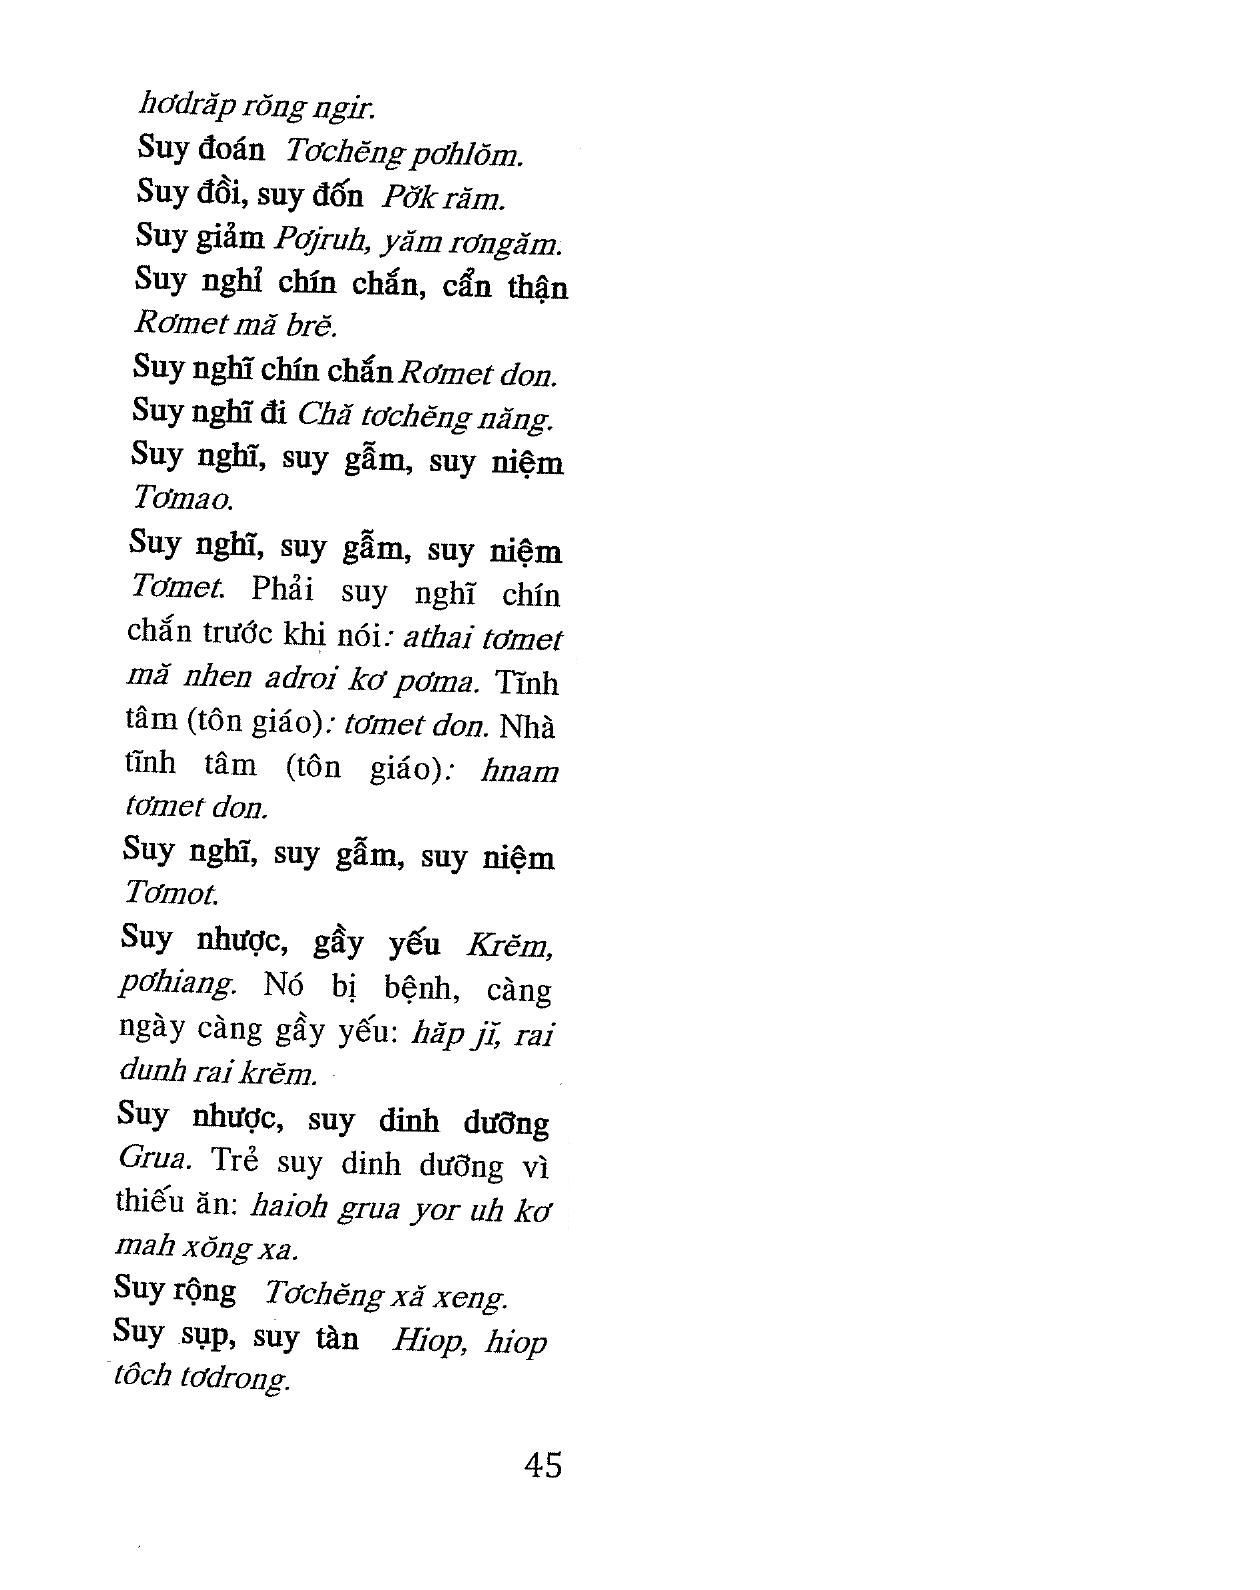 hơdrăp rŏng ngir.
Suy đoán Tơchĕng pơhlŏm.
Suy đồi, suy đốn Pơ̆k răm.
Suy giảm Pơjruh, yăm rơngăm.
Suy nghỉ chín chắn, cẩn thận
Rơmet mă brĕ.
Suy nghĩ chín chắn Rơmet don.
Suy nghĩ đi Chă tơchĕng năng.
Suy nghĩ, suy gẫm, suy niệm
Tơmao.
Suy nghĩ, suy gẫm, suy niệm
Tơmet. Phải suy nghĩ chín
chắn trước khi nói: athai tơmet
mă nhen adroi kơ pơma. Tĩnh
tâm (tôn giáo): tơmet don. Nhà
tĩnh tâm (tôn giáo): hnam
tơmet don.
Suy nghĩ, suy gẫm, suy niệm
Tơmot.
Suy nhược, gầy yếu Krĕm,
pơhiang. Nó bị bệnh, càng
ngày càng gầy yếu: hăp jĭ, rai
dunh rai krĕm.
Suy nhược, suy dinh dưỡng
Grua. Trẻ suy dinh dưỡng vì
thiếu ăn: haioh grua yor uh kơ
mah xŏng xa.
Suy rộng Tơchĕng xă xeng.
Suy sụp, suy tàn Hiop, hiop
tôch tơdrong.
45